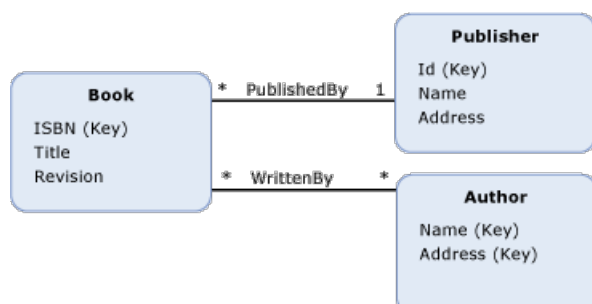 Publisher
Id (Key)
Name
Address
Book
ISBN (Key)
Title
Revision
* PublishedBy 1
* WrittenBy *
Author
Name (Key)
Address (Key)